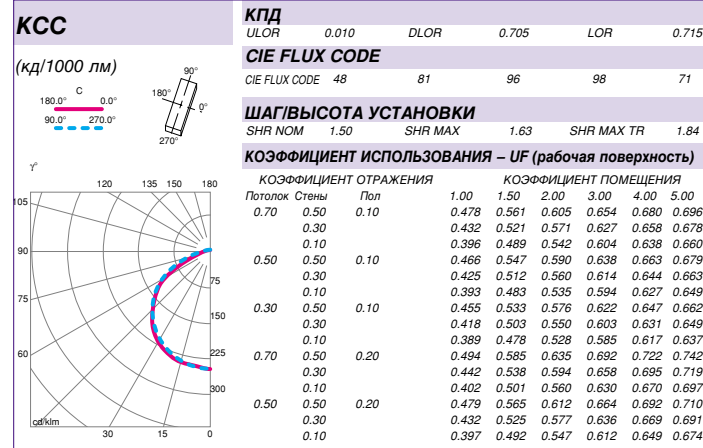 КСС
(кд/1000 лм)
C
180.0° 0.0°
90.0° 270.0°
90°
180°
0°
270°
γ°
120 135 150 180
105
90
75
60
30 15 0
75
150
225
300
cd/klm
КПД
ULOR 0.010 DLOR 0.705 LOR 0.715
CIE FLUX CODE
CIE FLUX CODE 48 81 96 98 71
ШАГ/ВЫСОТА УСТАНОВКИ
SHR NOM 1.50 SHR MAX 1.63 SHR MAX TR 1.84
КОЭФФИЦИЕНТ ИСПОЛЬЗОВАНИЯ – UF (рабочая поверхность)
КОЭФФИЦИЕНТ ОТРАЖЕНИЯ КОЭФФИЦИЕНТ ПОМЕЩЕНИЯ
Потолок Стены Пол 1.00 1.50 2.00 3.00 4.00 5.00
0.70 0.50 0.10 0.478 0.561 0.605 0.654 0.680 0.696
0.30 0.432 0.521 0.571 0.627 0.658 0.678
0.10 0.396 0.489 0.542 0.604 0.638 0.660
0.50 0.50 0.10 0.466 0.547 0.590 0.638 0.663 0.679
0.30 0.425 0.512 0.560 0.614 0.644 0.663
0.10 0.393 0.483 0.535 0.594 0.627 0.649
0.30 0.50 0.10 0.455 0.533 0.576 0.622 0.647 0.662
0.30 0.418 0.503 0.550 0.603 0.631 0.649
0.10 0.389 0.478 0.528 0.585 0.617 0.637
0.70 0.50 0.20 0.494 0.585 0.635 0.692 0.722 0.742
0.30 0.442 0.538 0.594 0.658 0.695 0.719
0.10 0.402 0.501 0.560 0.630 0.670 0.697
0.50 0.50 0.20 0.479 0.565 0.612 0.664 0.692 0.710
0.30 0.432 0.525 0.577 0.636 0.669 0.691
0.10 0.397 0.492 0.547 0.612 0.649 0.674